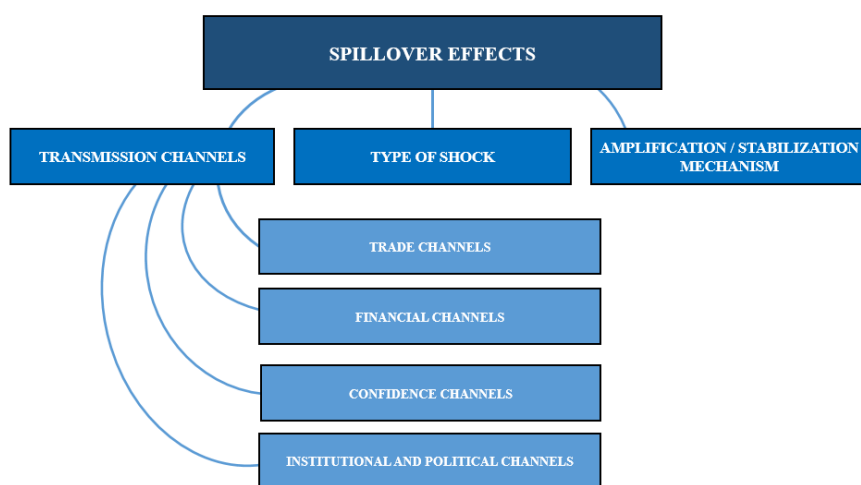 SPILLOVER EFFECTS
TRANSMISSION CHANNELS
TYPE OF SHOCK
AMPLIFICATION / STABILIZATION
MECHANISM
TRADE CHANNELS
FINANCIAL CHANNELS
CONFIDENCE CHANNELS
INSTITUTIONAL AND POLITICAL CHANNELS